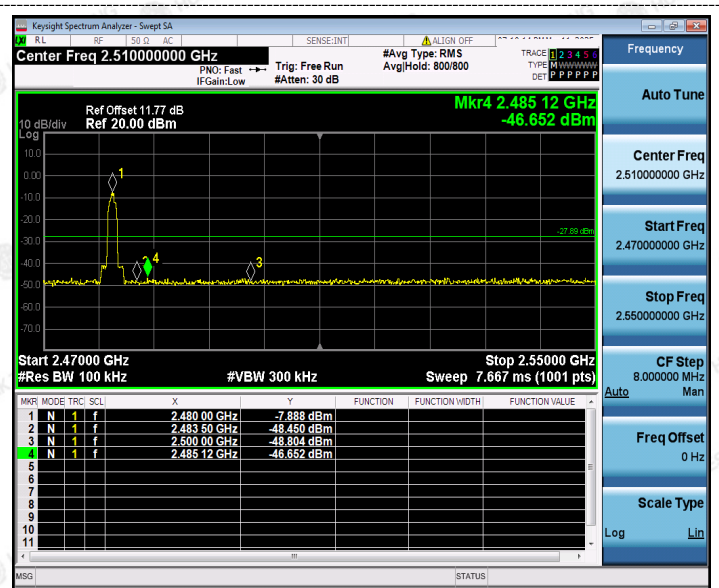 Keysight Spectrum Analyzer - Swept SA
LXI RL RF 50 Ω AC SENSE:INT ALIGN OFF
Center Freq 2.510000000 GHz
PNO: Fast
IFGain:Low
Trig: Free Run
#Atten: 30 dB
#Avg Type: RMS
Avg|Hold: 800/800
TRACE 1 2 3 4 5 6
TYPE M W W W W W
DET P P P P P P
Mkr4 2.485 12 GHz
-46.652 dBm
Ref Offset 11.77 dB
10 dB/div Ref 20.00 dBm
Log
10.0
0.00
-10.0
-20.0
-30.0
-40.0
-50.0
-60.0
-70.0
1
4
3
-27.89 dBm
Start 2.47000 GHz Stop 2.55000 GHz
#Res BW 100 kHz #VBW 300 kHz Sweep 7.667 ms (1001 pts)
MKR MODE TRC SCL X Y FUNCTION FUNCTION WIDTH FUNCTION VALUE
1 N 1 f 2.480 00 GHz -7.888 dBm
2 N 1 f 2.483 50 GHz -48.450 dBm
3 N 1 f 2.500 00 GHz -48.804 dBm
4 N 1 f 2.485 12 GHz -46.652 dBm
5
6
7
8
9
10
11
MSG STATUS
Frequency
Auto Tune
Center Freq
2.510000000 GHz
Start Freq
2.470000000 GHz
Stop Freq
2.550000000 GHz
CF Step
8.000000 MHz
Auto Man
Freq Offset
0 Hz
Scale Type
Log Lin